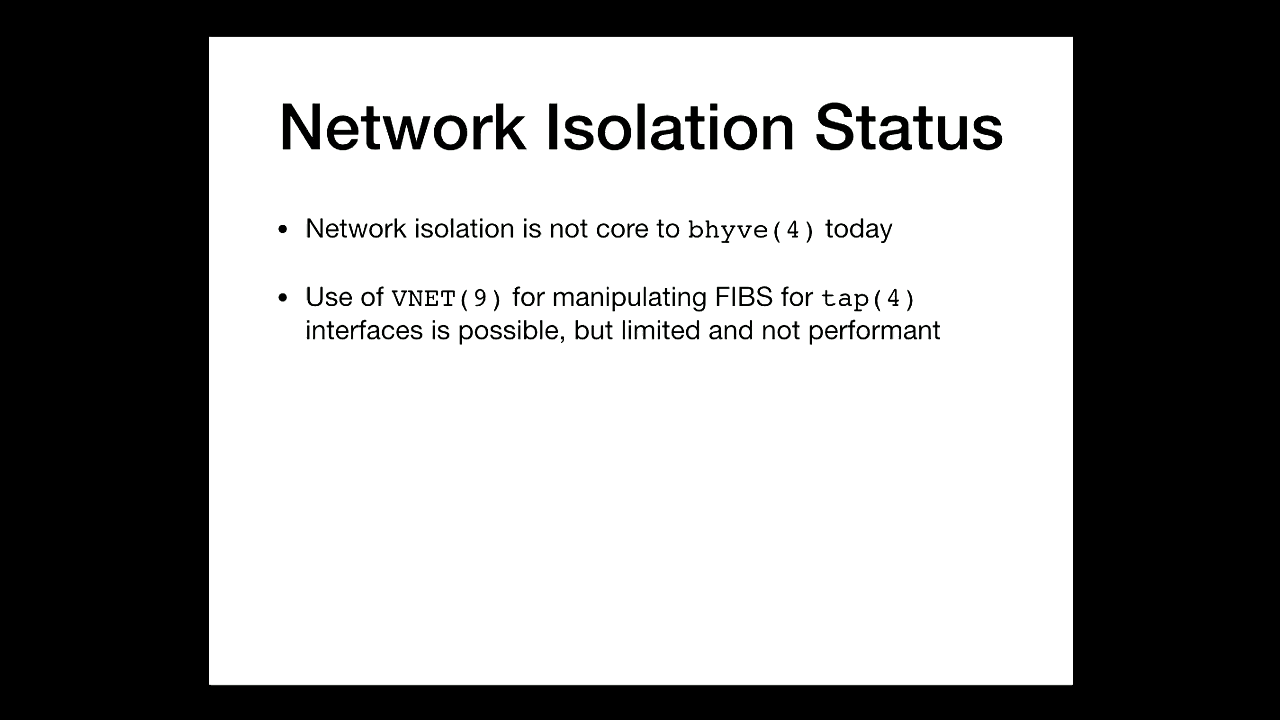 Network Isolation Status
• Network isolation is not core to bhyve(4) today
• Use of VNET(9) for manipulating FIBS for tap(4)
interfaces is possible, but limited and not performant